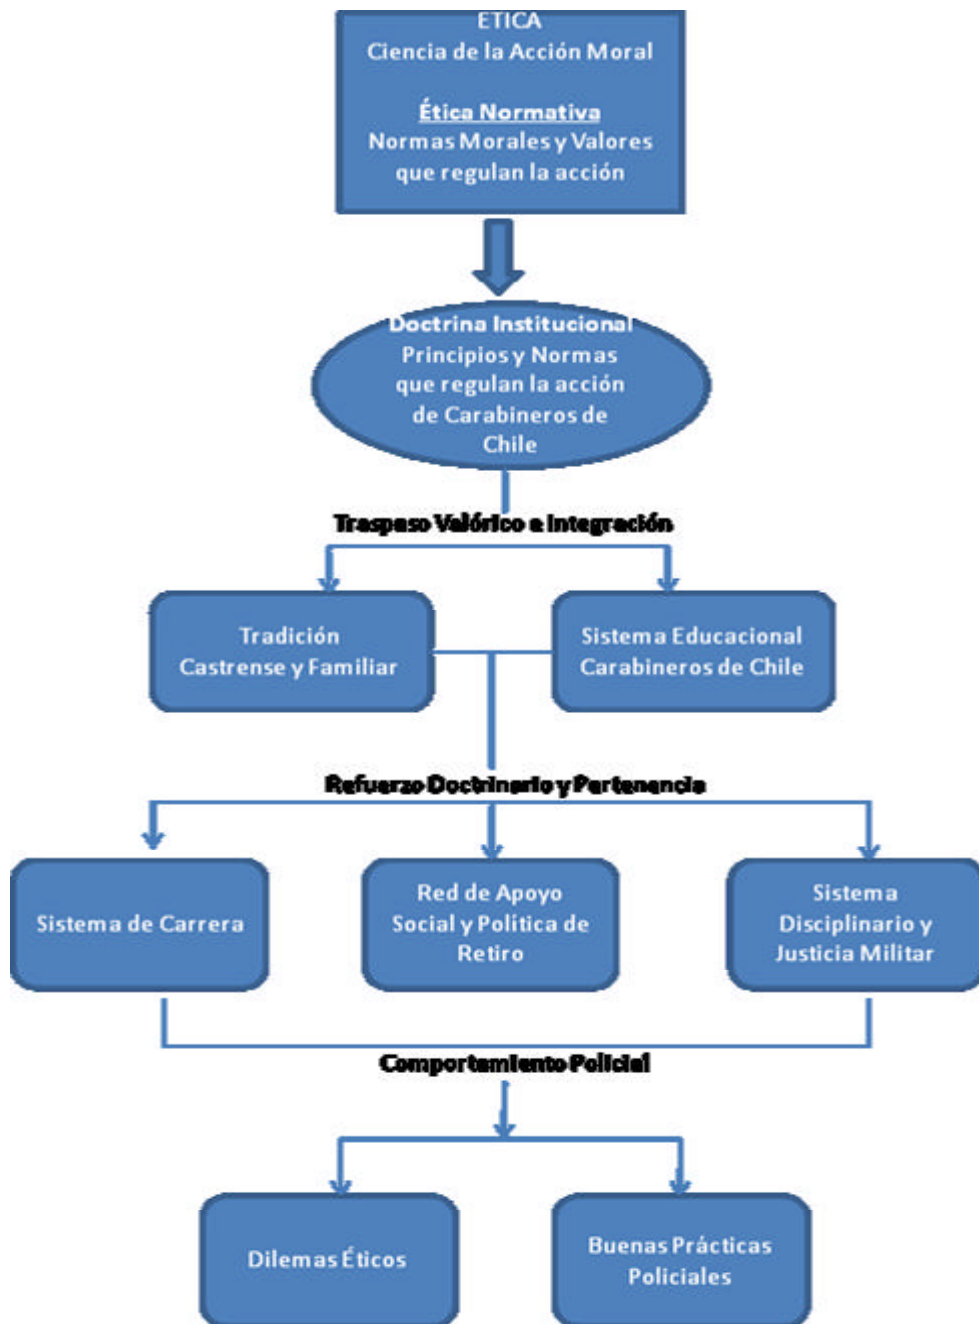 ETICA
Ciencia de la Acción Moral
Ética Normativa
Normas Morales y Valores
que regulan la acción
Doctrina Institucional
Principios y Normas
que regulan la acción
de Carabineros de
Chile
Traspaso Valórico e Integración
Tradición
Castrense y Familiar
Sistema Educacional
Carabineros de Chile
Refuerzo Doctrinario y Pertenencia
Sistema de Carrera
Red de Apoyo
Social y Política de
Retiro
Sistema
Disciplinario y
Justicia Militar
Comportamiento Policial
Dilemas Éticos
Buenas Prácticas
Policiales